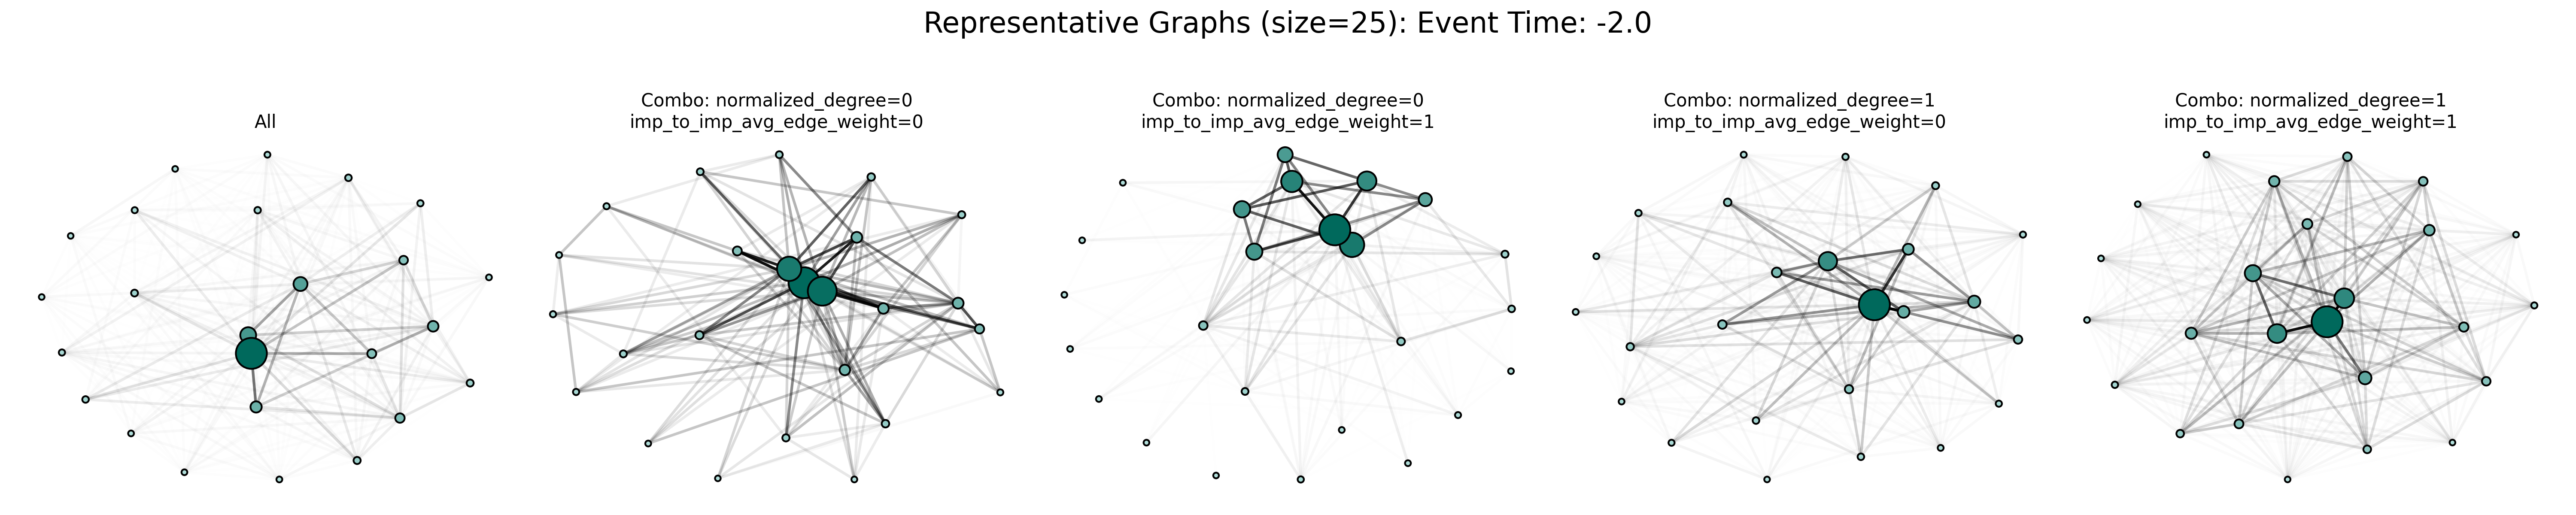 Representative Graphs (size=25): Event Time: -2.0
All
Combo: normalized_degree=0
imp_to_imp_avg_edge_weight=0
Combo: normalized_degree=0
imp_to_imp_avg_edge_weight=1
Combo: normalized_degree=1
imp_to_imp_avg_edge_weight=0
Combo: normalized_degree=1
imp_to_imp_avg_edge_weight=1